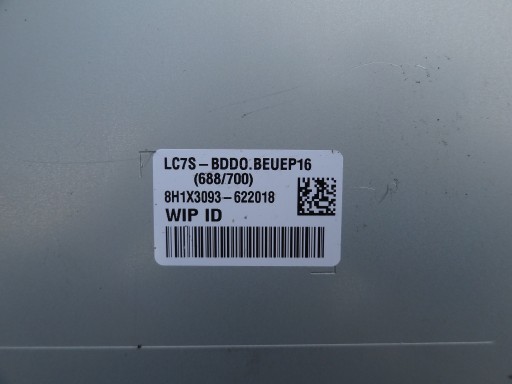 LC7S-BDDO.BEUEP16
(688/700)
8H1X3093-622018
WIP ID